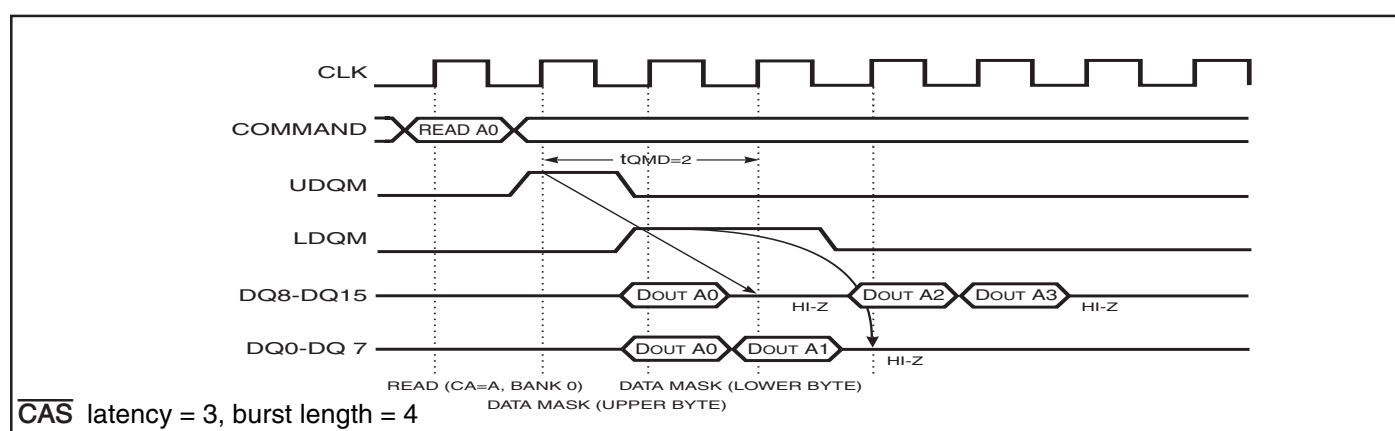 CLK
COMMAND READ A0
tQMD=2
UDQM
LDQM
DQ8-DQ15 DOUT A0 HI-Z DOUT A2 DOUT A3 HI-Z
DQ0-DQ 7 DOUT A0 DOUT A1 HI-Z
READ (CA=A, BANK 0) DATA MASK (LOWER BYTE)
DATA MASK (UPPER BYTE)
CAS latency = 3, burst length = 4